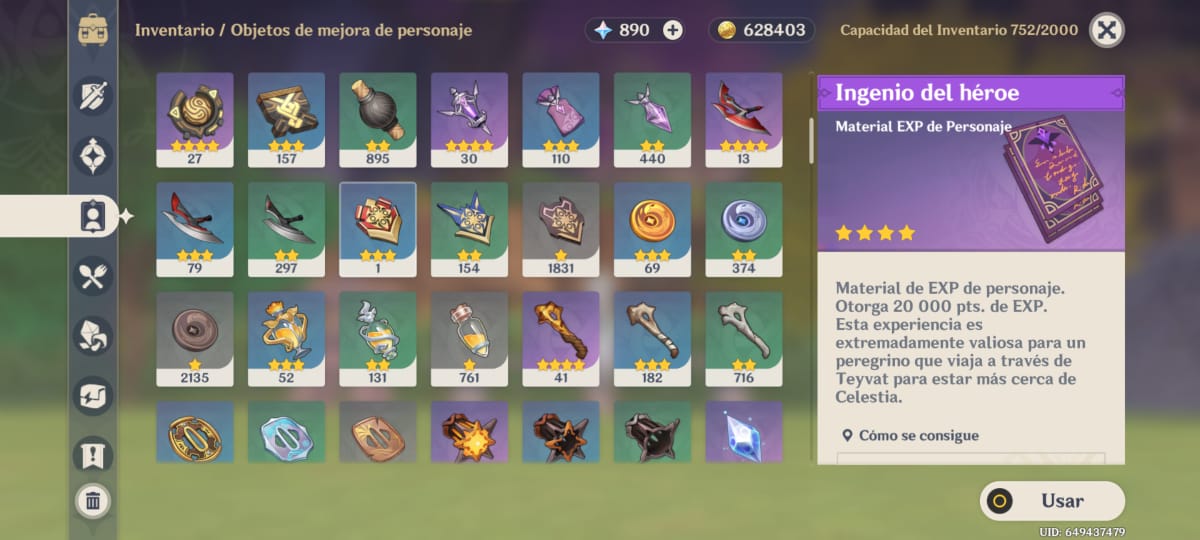 Inventario / Objetos de mejora de personaje
890
628403
Capacidad del Inventario 752/2000
27
157
895
30
110
440
13
79
297
1
154
1831
69
374
2135
52
131
761
41
182
716
Ingenio del héroe
Material EXP de Personaje
Material de EXP de personaje.
Otorga 20 000 pts. de EXP.
Esta experiencia es
extremadamente valiosa para un
peregrino que viaja a través de
Teyvat para estar más cerca de
Celestia.
Cómo se consigue
Usar
UID: 649437479